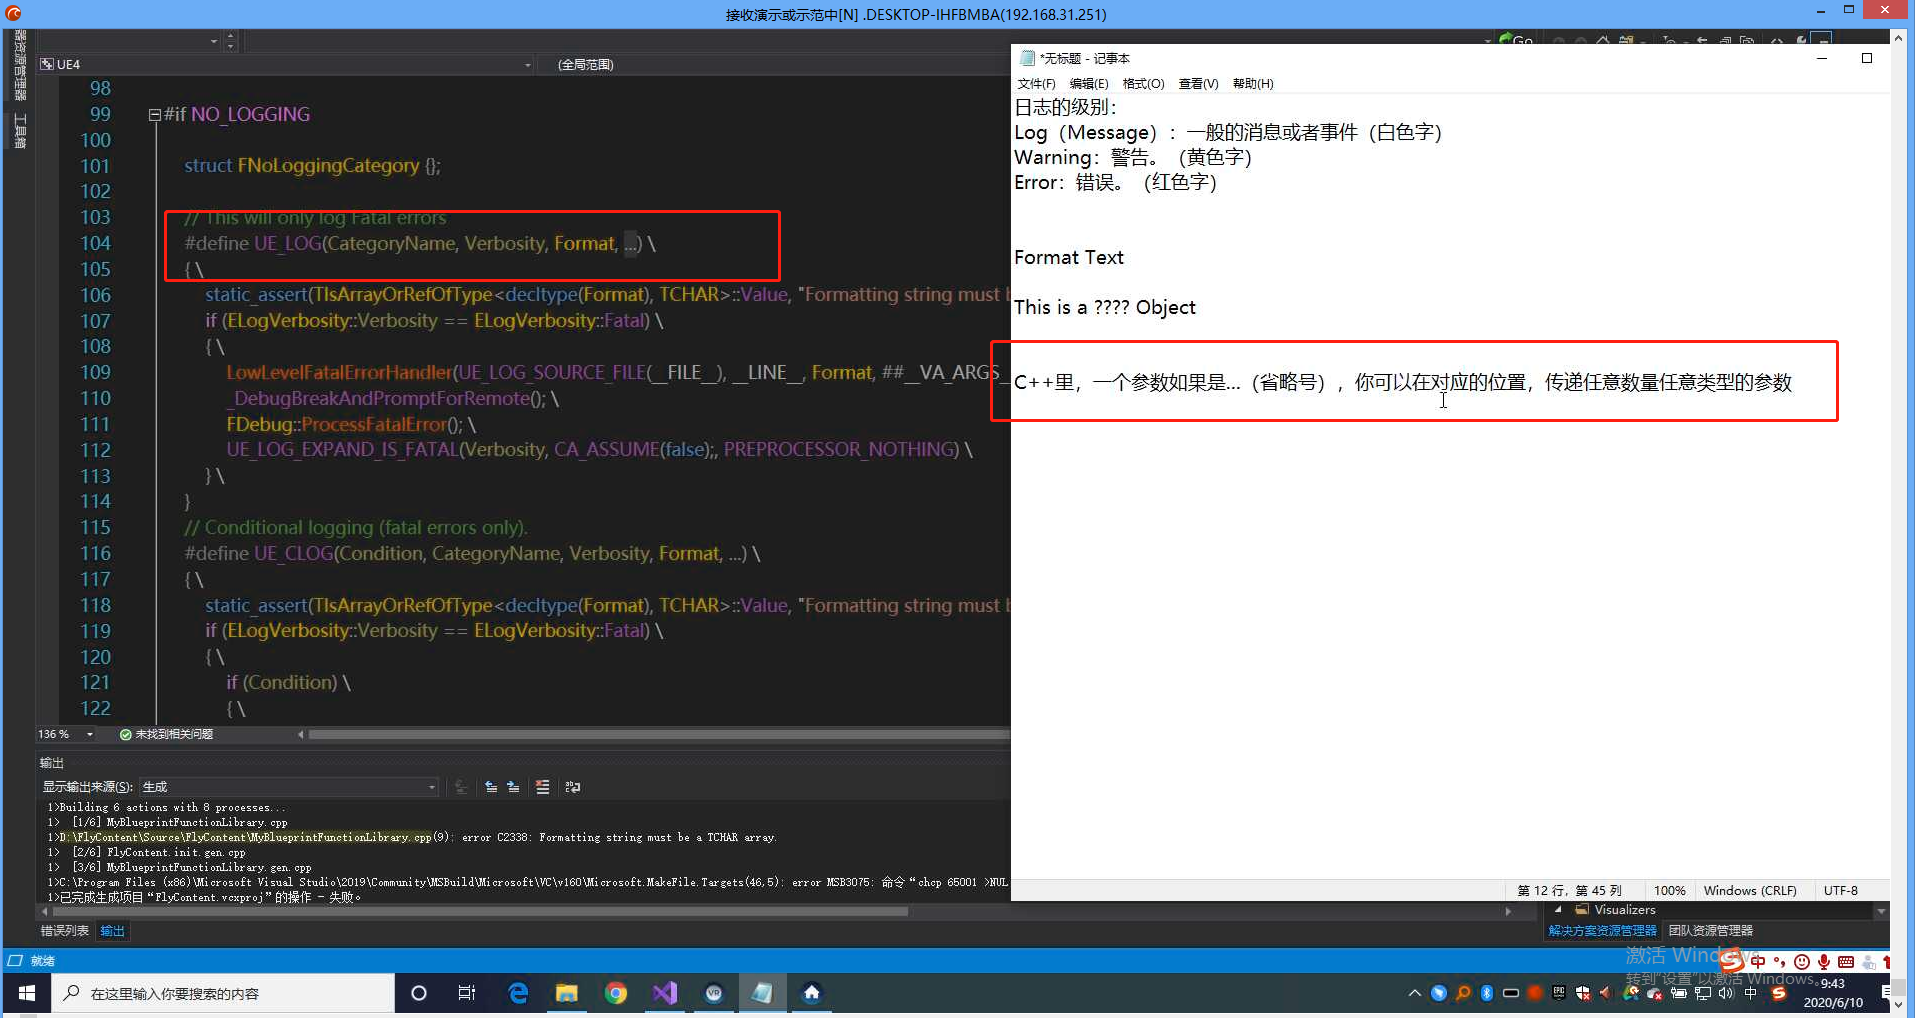 接收演示或示范中[N] .DESKTOP-IHFBMBA(192.168.31.251)
器资源管理器
工具箱
UE4
(全局范围)
Go
98
99 #if NO_LOGGING
100
101 struct FNoLoggingCategory {};
102
103 // This will only log Fatal errors
104 #define UE_LOG(CategoryName, Verbosity, Format, ...) \
105 { \
106 static_assert(TIsArrayOrRefOfType<decltype(Format), TCHAR>::Value, "Formatting string must b
107 if (ELogVerbosity::Verbosity == ELogVerbosity::Fatal) \
108 { \
109 LowLevelFatalErrorHandler(UE_LOG_SOURCE_FILE(__FILE__), __LINE__, Format, ##__VA_ARGS_
110 _DebugBreakAndPromptForRemote(); \
111 FDebug::ProcessFatalError(); \
112 UE_LOG_EXPAND_IS_FATAL(Verbosity, CA_ASSUME(false);, PREPROCESSOR_NOTHING) \
113 } \
114 }
115 // Conditional logging (fatal errors only).
116 #define UE_CLOG(Condition, CategoryName, Verbosity, Format, ...) \
117 { \
118 static_assert(TIsArrayOrRefOfType<decltype(Format), TCHAR>::Value, "Formatting string must b
119 if (ELogVerbosity::Verbosity == ELogVerbosity::Fatal) \
120 { \
121 if (Condition) \
122 { \
136 %
未找到相关问题
输出
显示输出来源(S): 生成
1>Building 6 actions with 8 processes...
1> [1/6] MyBlueprintFunctionLibrary.cpp
1>D:\FlyContent\Source\FlyContent\MyBlueprintFunctionLibrary.cpp(9): error C2338: Formatting string must be a TCHAR array.
1> [2/6] FlyContent.init.gen.cpp
1> [3/6] MyBlueprintFunctionLibrary.gen.cpp
1>C:\Program Files (x86)\Microsoft Visual Studio\2019\Community\MSBuild\Microsoft\VC\v160\Microsoft.MakeFile.Targets(46,5): error MSB3075: 命令“chcp 65001 >NUL
1>已完成生成项目“FlyContent.vcxproj”的操作 - 失败。
错误列表 输出
就绪
*无标题 - 记事本
文件(F) 编辑(E) 格式(O) 查看(V) 帮助(H)
日志的级别：
Log（Message）：一般的消息或者事件（白色字）
Warning：警告。（黄色字）
Error：错误。（红色字）
Format Text
This is a ???? Object
C++里，一个参数如果是...（省略号），你可以在对应的位置，传递任意数量任意类型的参数
第 12 行，第 45 列 100% Windows (CRLF) UTF-8
Visualizers
解决方案资源管理器 团队资源管理器
激活 Windows
转到“设置”以激活 Windows。
中
在这里输入你要搜索的内容
VR
EPIC
中
9:43
2020/6/10